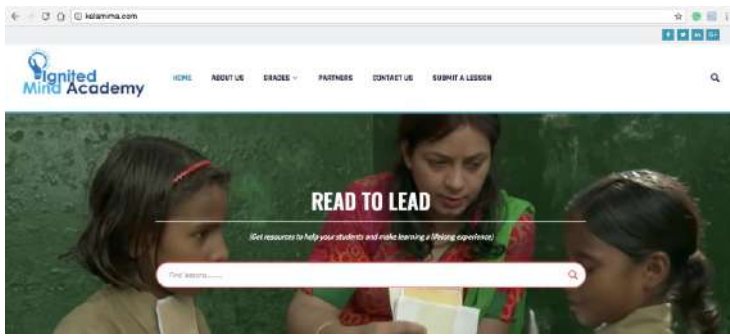 kalamima.com
Ignited
Mind Academy
HOME ABOUT US GRADES PARTNERS CONTACT US SUBMIT A LESSON
READ TO LEAD
(Get resources to help your students and make learning a lifelong experience)
Find lessons........